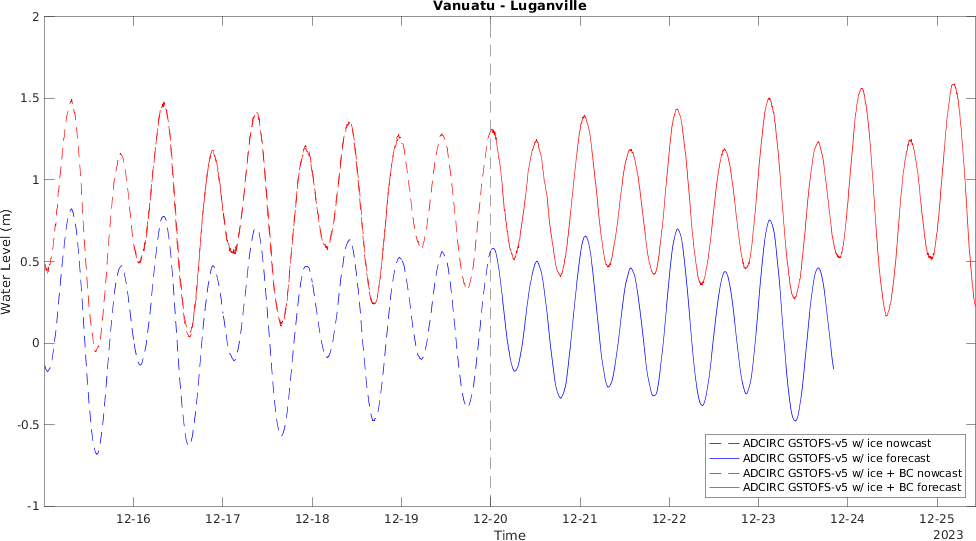 Vanuatu - Luganville
2
1.5
1
0.5
0
-0.5
-1
Water Level (m)
12-16 12-17 12-18 12-19 12-20 12-21 12-22 12-23 12-24 12-25
Time
2023
ADCIRC GSTOFS-v5 w/ ice nowcast
ADCIRC GSTOFS-v5 w/ ice forecast
ADCIRC GSTOFS-v5 w/ ice + BC nowcast
ADCIRC GSTOFS-v5 w/ ice + BC forecast